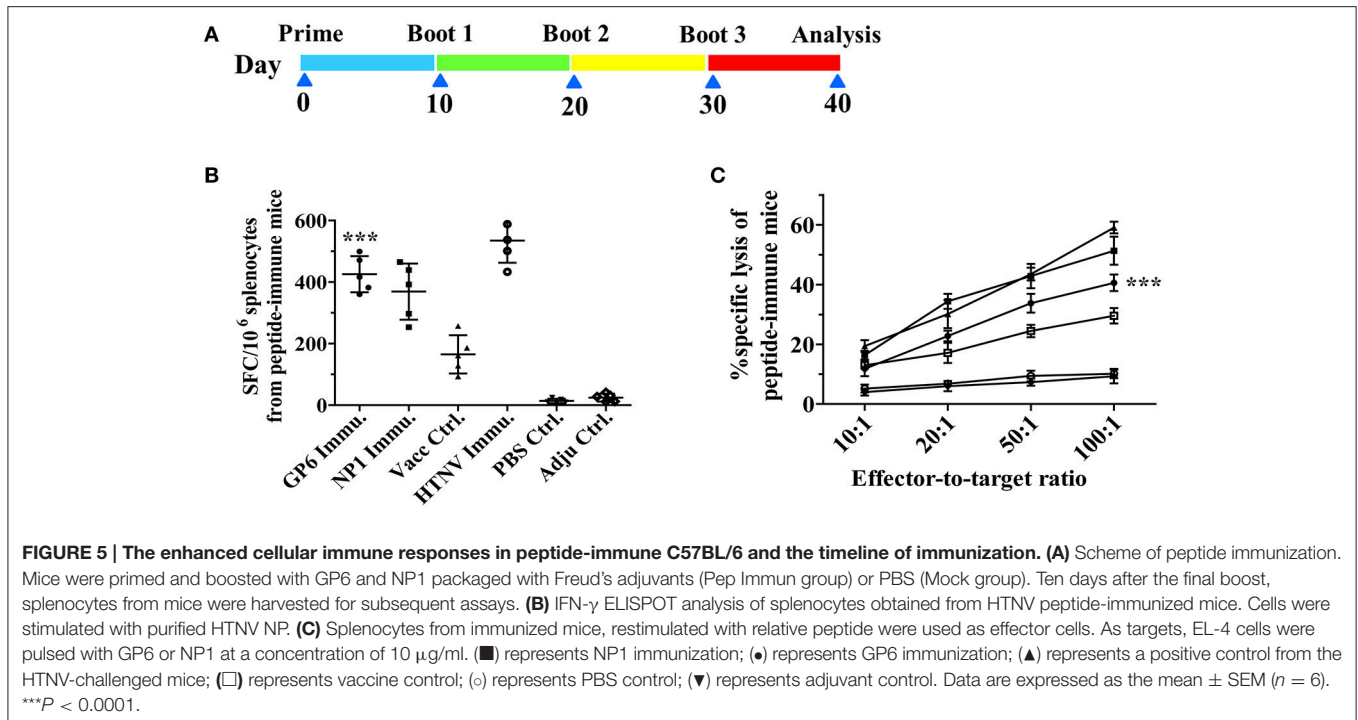 A
Prime Boot 1 Boot 2 Boot 3 Analysis
Day
0 10 20 30 40
B
SFC/10^6 splenocytes
from peptide-immune mice
600
400
200
0
***
GP6 Immu.
NP1 Immu.
Vacc Ctrl.
HTNV Immu.
PBS Ctrl.
Adju Ctrl.
C
%specific lysis of
peptide-immune mice
60
40
20
0
***
10:1
20:1
50:1
100:1
Effector-to-target ratio
FIGURE 5 | The enhanced cellular immune responses in peptide-immune C57BL/6 and the timeline of immunization. (A) Scheme of peptide immunization.
Mice were primed and boosted with GP6 and NP1 packaged with Freud's adjuvants (Pep Immun group) or PBS (Mock group). Ten days after the final boost,
splenocytes from mice were harvested for subsequent assays. (B) IFN-γ ELISPOT analysis of splenocytes obtained from HTNV peptide-immunized mice. Cells were
stimulated with purified HTNV NP. (C) Splenocytes from immunized mice, restimulated with relative peptide were used as effector cells. As targets, EL-4 cells were
pulsed with GP6 or NP1 at a concentration of 10 μg/ml. (■) represents NP1 immunization; (●) represents GP6 immunization; (▲) represents a positive control from the
HTNV-challenged mice; (□) represents vaccine control; (○) represents PBS control; (▼) represents adjuvant control. Data are expressed as the mean ± SEM (n = 6).
***P < 0.0001.